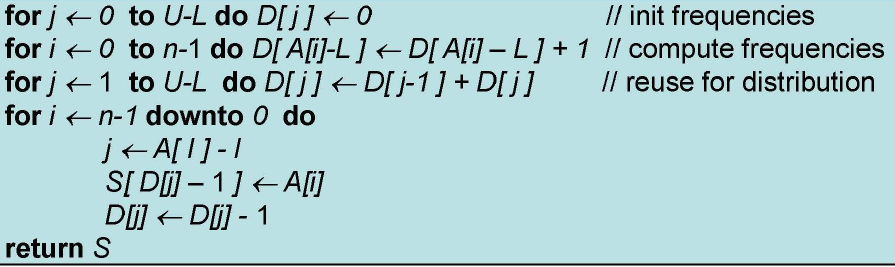 for j ← 0 to U-L do D[ j ] ← 0 // init frequencies
for i ← 0 to n-1 do D[ A[i]-L ] ← D[ A[i] – L ] + 1 // compute frequencies
for j ← 1 to U-L do D[ j ] ← D[ j-1 ] + D[ j ] // reuse for distribution
for i ← n-1 downto 0 do
j ← A[ I ] - I
S[ D[j] – 1 ] ← A[i]
D[j] ← D[j] - 1
return S